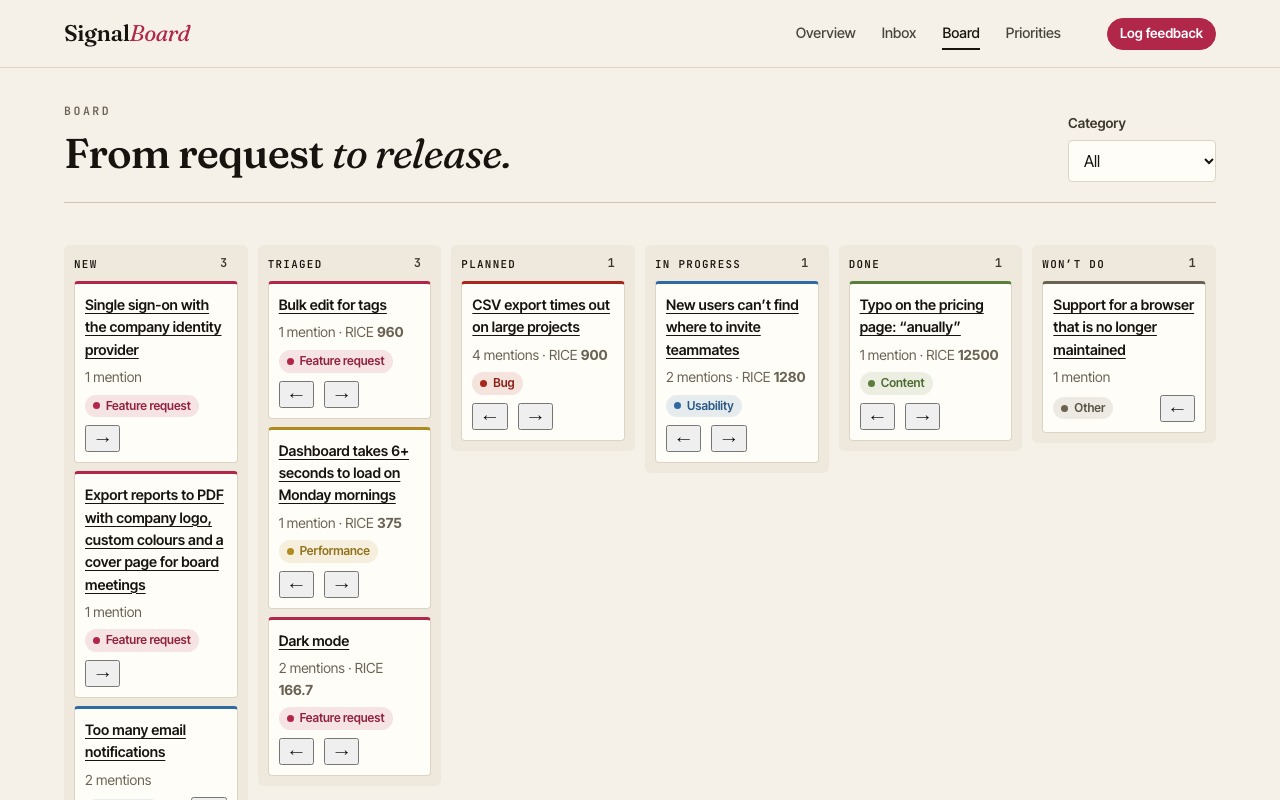 SignalBoard
Overview Inbox Board Priorities Log feedback
BOARD
From request to release.
Category
All
NEW 3
Single sign-on with
the company identity
provider
1 mention
Feature request
→
Export reports to PDF
with company logo,
custom colours and a
cover page for board
meetings
1 mention
Feature request
→
Too many email
notifications
2 mentions
TRIAGED 3
Bulk edit for tags
1 mention · RICE 960
Feature request
← →
Dashboard takes 6+
seconds to load on
Monday mornings
1 mention · RICE 375
Performance
← →
Dark mode
2 mentions · RICE
166.7
Feature request
← →
PLANNED 1
CSV export times out
on large projects
4 mentions · RICE 900
Bug
← →
IN PROGRESS 1
New users can’t find
where to invite
teammates
2 mentions · RICE 1280
Usability
← →
DONE 1
Typo on the pricing
page: “anually”
1 mention · RICE 12500
Content
← →
WON’T DO 1
Support for a browser
that is no longer
maintained
1 mention
Other ←